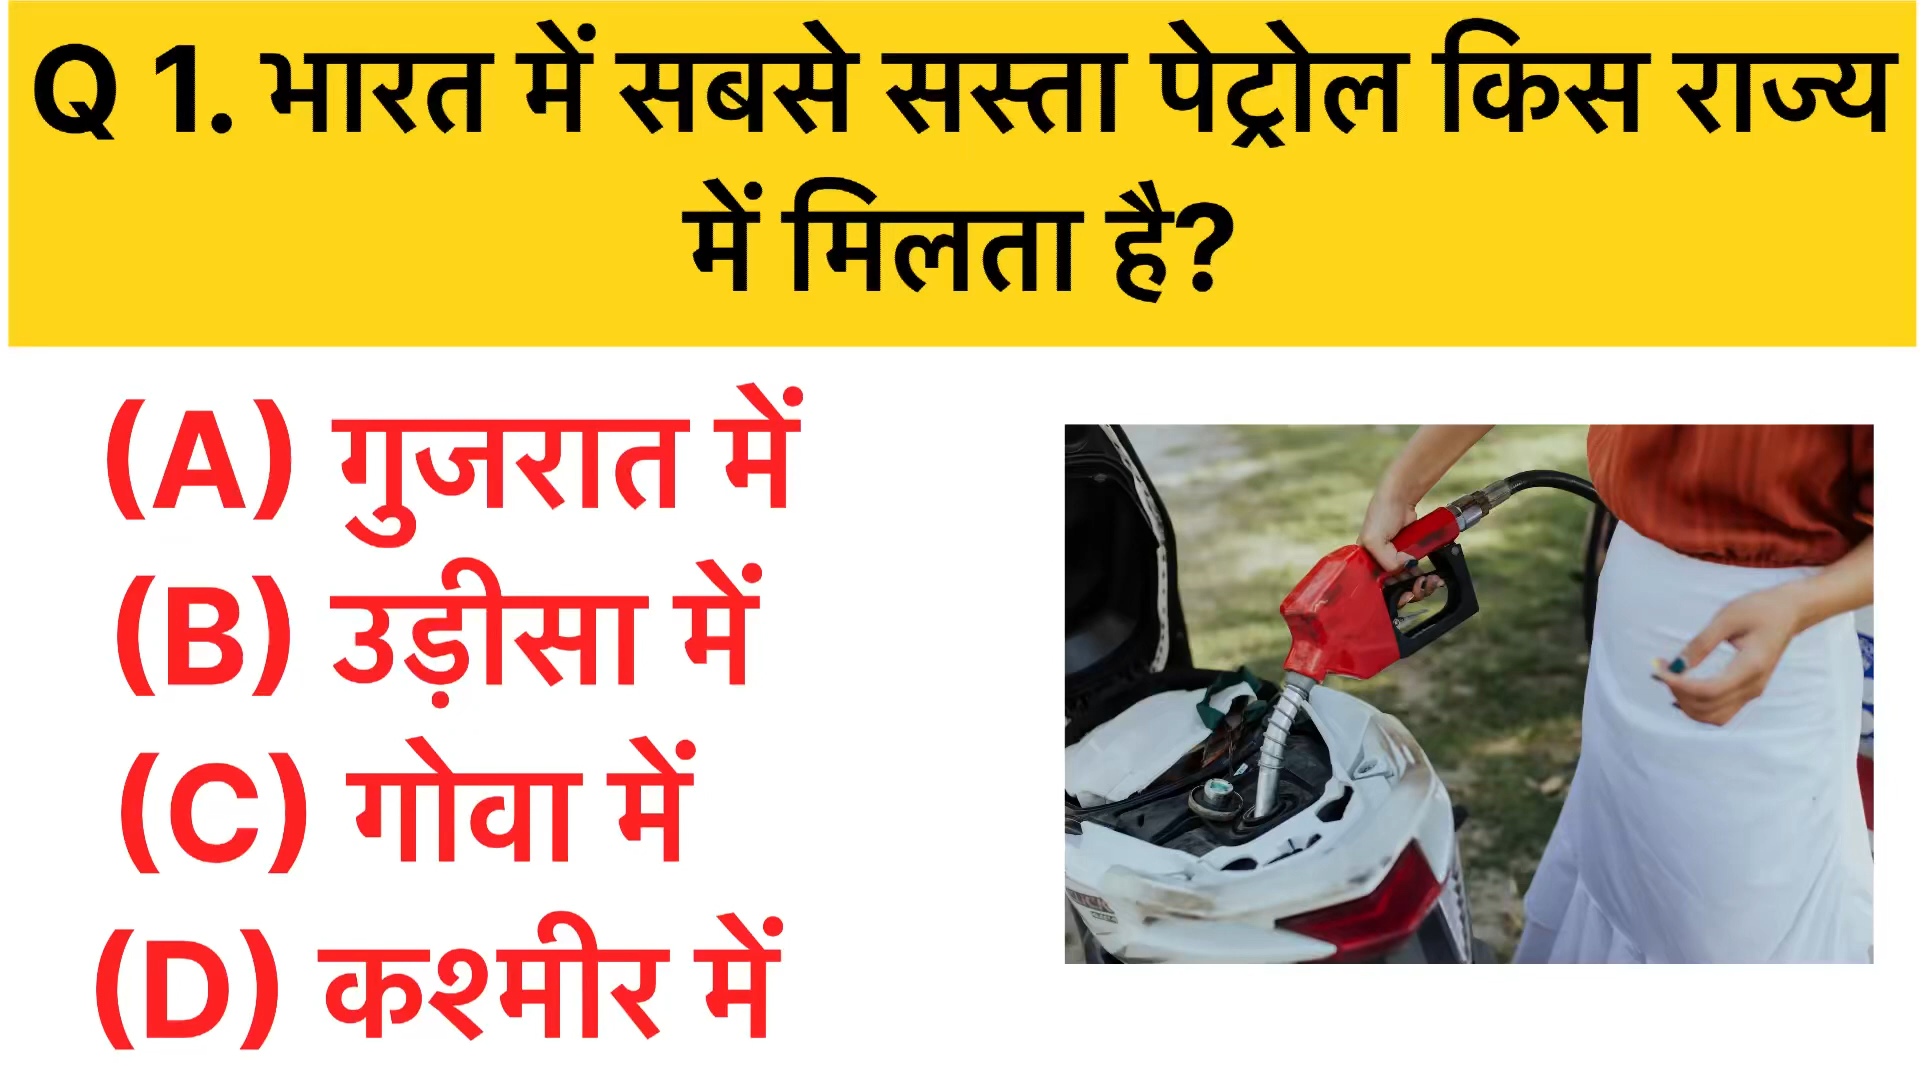 Q 1. भारत में सबसे सस्ता पेट्रोल किस राज्य
में मिलता है?
(A) गुजरात में
(B) उड़ीसा में
(C) गोवा में
(D) कश्मीर में